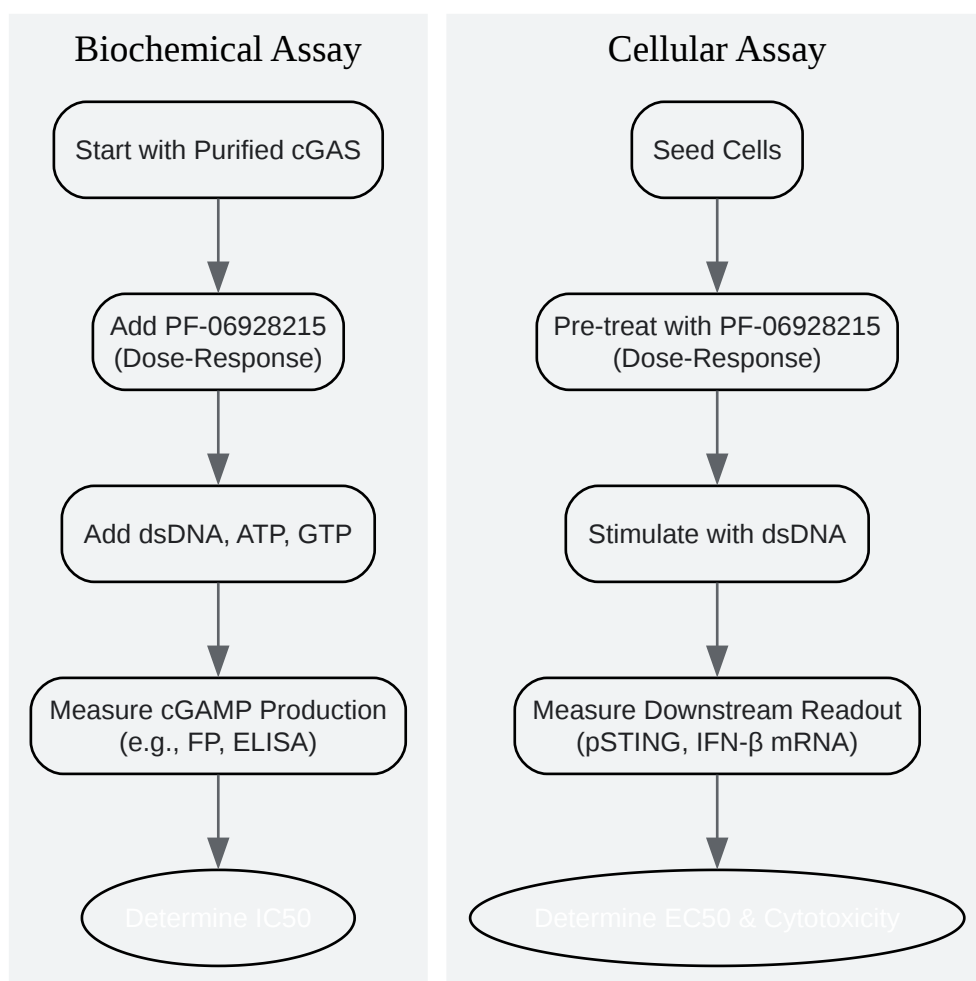 Biochemical Assay
Start with Purified cGAS
Add PF-06928215
(Dose-Response)
Add dsDNA, ATP, GTP
Measure cGAMP Production
(e.g., FP, ELISA)
Determine IC50
Cellular Assay
Seed Cells
Pre-treat with PF-06928215
(Dose-Response)
Stimulate with dsDNA
Measure Downstream Readout
(pSTING, IFN-β mRNA)
Determine EC50 & Cytotoxicity